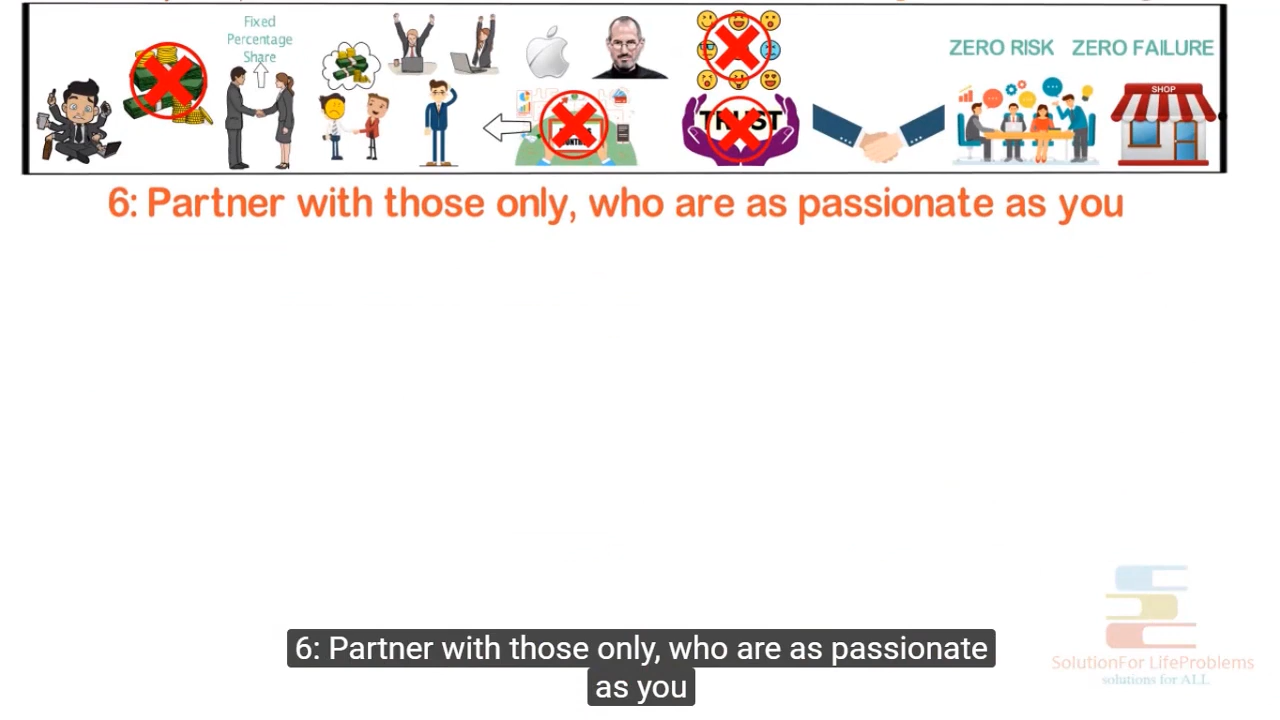 Fixed
Percentage
Share
ZERO RISK ZERO FAILURE
SHOP
TRUST
6: Partner with those only, who are as passionate as you
SolutionFor LifeProblems
solutions for ALL
6: Partner with those only, who are as passionate
as you